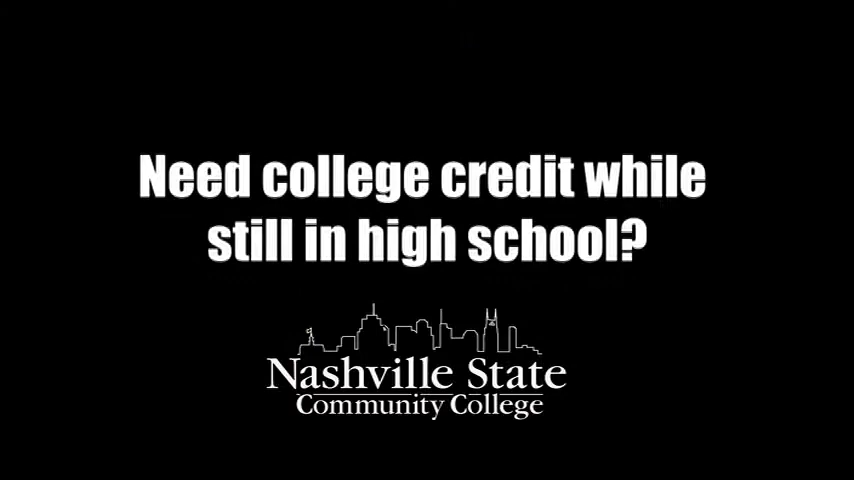 Need college credit while
still in high school?
Nashville State
Community College